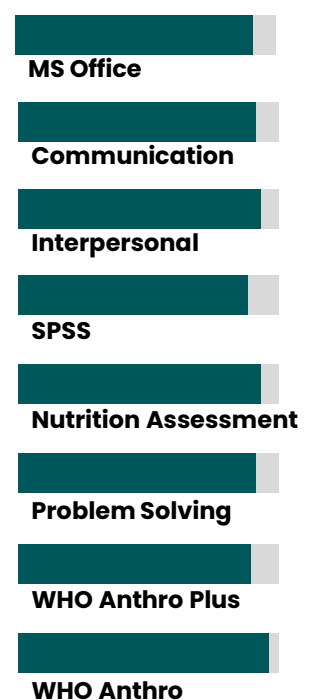 MS Office
Communication
Interpersonal
SPSS
Nutrition Assessment
Problem Solving
WHO Anthro Plus
WHO Anthro